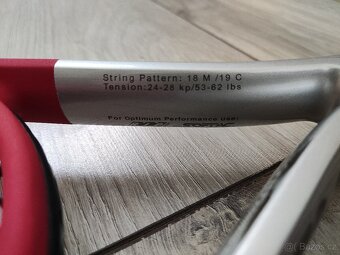 String Pattern: 18 M /19 C
Tension:24-28 kp/53-62 lbs
For Optimum Performance use: